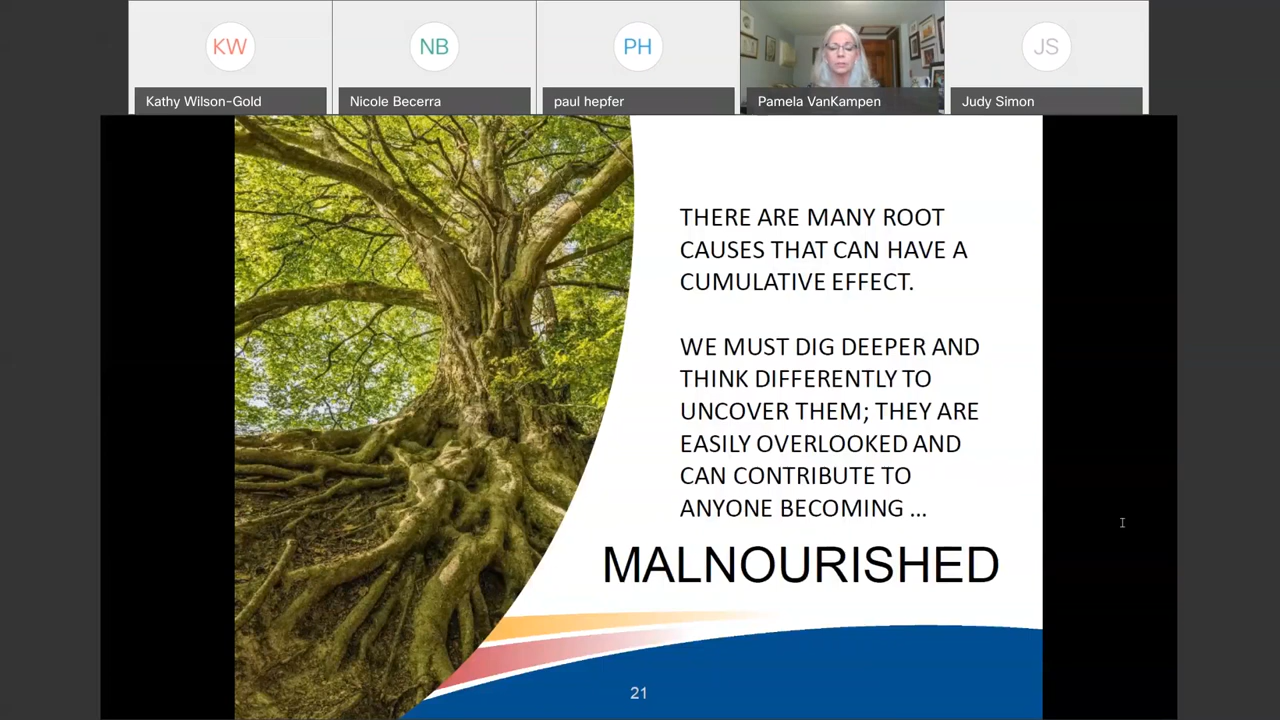 KW
NB
PH
JS
Kathy Wilson-Gold
Nicole Becerra
paul hepfer
Pamela VanKampen
Judy Simon
THERE ARE MANY ROOT
CAUSES THAT CAN HAVE A
CUMULATIVE EFFECT.
WE MUST DIG DEEPER AND
THINK DIFFERENTLY TO
UNCOVER THEM; THEY ARE
EASILY OVERLOOKED AND
CAN CONTRIBUTE TO
ANYONE BECOMING ...
MALNOURISHED
21